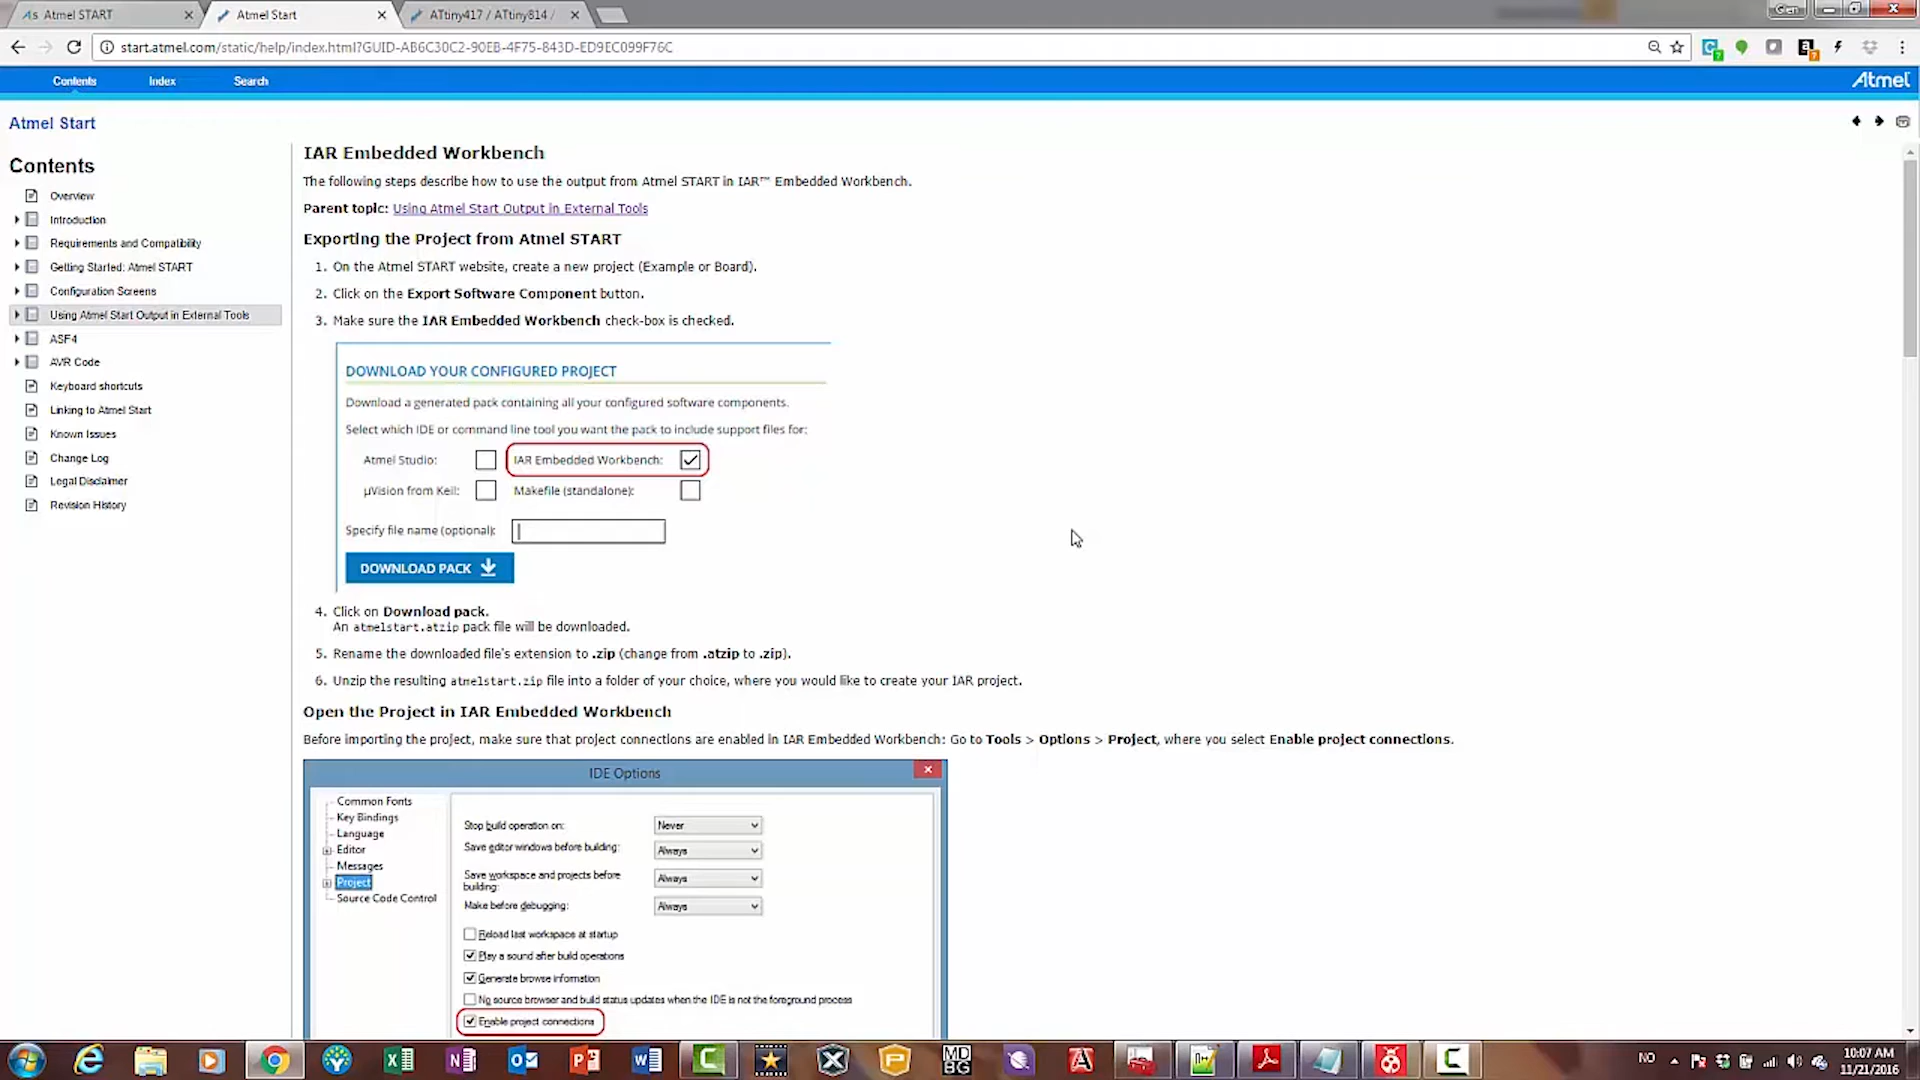 As Atmel START
Atmel Start
ATtiny417 / ATtiny814 /
Gen
start.atmel.com/static/help/index.html?GUID-AB6C30C2-90EB-4F75-843D-ED9EC099F76C
Contents
Index
Search
Atmel
Atmel Start
Contents
Overview
Introduction
Requirements and Compatibility
Getting Started: Atmel START
Configuration Screens
Using Atmel Start Output in External Tools
ASF4
AVR Code
Keyboard shortcuts
Linking to Atmel Start
Known Issues
Change Log
Legal Disclaimer
Revision History
IAR Embedded Workbench
The following steps describe how to use the output from Atmel START in IAR™ Embedded Workbench.
Parent topic: Using Atmel Start Output in External Tools
Exporting the Project from Atmel START
1. On the Atmel START website, create a new project (Example or Board).
2. Click on the Export Software Component button.
3. Make sure the IAR Embedded Workbench check-box is checked.
DOWNLOAD YOUR CONFIGURED PROJECT
Download a generated pack containing all your configured software components.
Select which IDE or command line tool you want the pack to include support files for:
Atmel Studio:
IAR Embedded Workbench:
µVision from Keil:
Makefile (standalone):
Specify file name (optional):
DOWNLOAD PACK
4. Click on Download pack.
An atmelstart.atzip pack file will be downloaded.
5. Rename the downloaded file's extension to .zip (change from .atzip to .zip).
6. Unzip the resulting atmelstart.zip file into a folder of your choice, where you would like to create your IAR project.
Open the Project in IAR Embedded Workbench
Before importing the project, make sure that project connections are enabled in IAR Embedded Workbench: Go to Tools > Options > Project, where you select Enable project connections.
IDE Options
Common Fonts
Key Bindings
Language
Editor
Messages
Project
Source Code Control
Stop build operation on:
Never
Save editor windows before building:
Always
Save workspace and projects before
building:
Always
Make before debugging:
Always
Reload last workspace at startup
Play a sound after build operations
Generate browse information
No source browser and build status updates when the IDE is not the foreground process
Enable project connections
MD
BG
NO
10:07 AM
11/21/2016